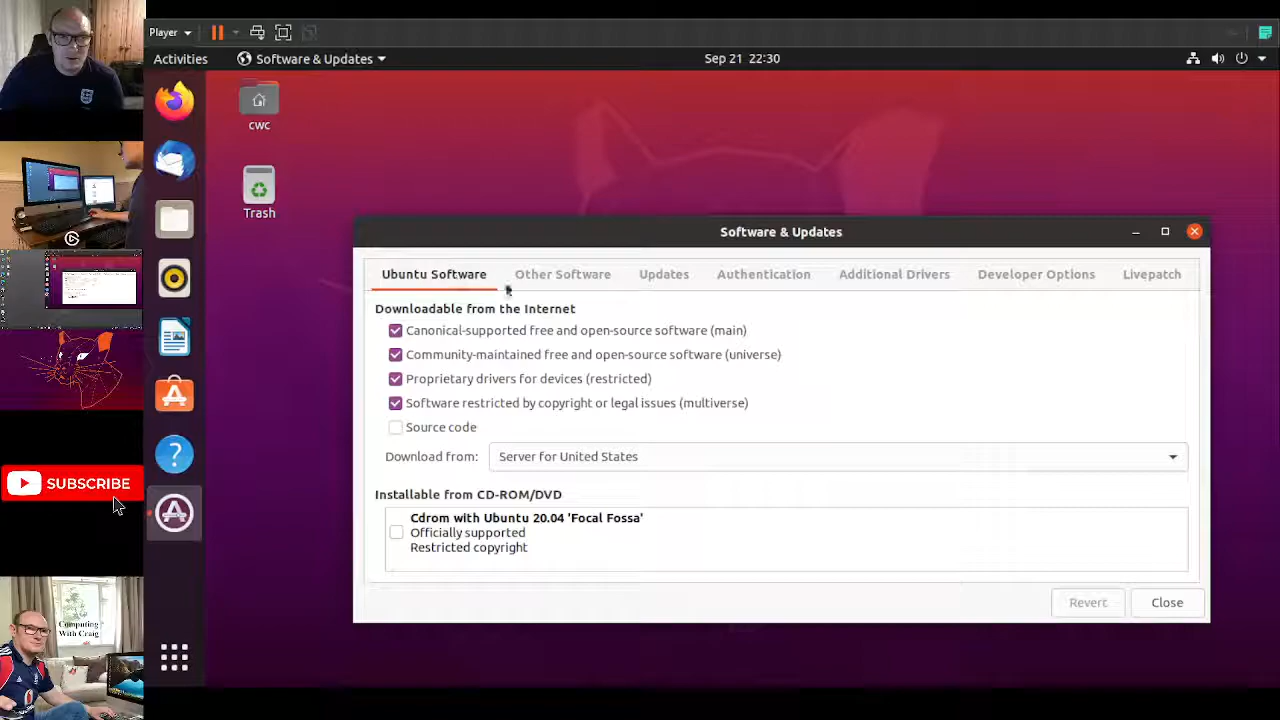 Player
Activities
Software & Updates
Sep 21 22:30
cwc
Trash
Software & Updates
Ubuntu Software
Other Software
Updates
Authentication
Additional Drivers
Developer Options
Livepatch
Downloadable from the Internet
Canonical-supported free and open-source software (main)
Community-maintained free and open-source software (universe)
Proprietary drivers for devices (restricted)
Software restricted by copyright or legal issues (multiverse)
Source code
Download from:
Server for United States
Installable from CD-ROM/DVD
Cdrom with Ubuntu 20.04 'Focal Fossa'
Officially supported
Restricted copyright
Revert
Close
SUBSCRIBE
Computing
With Craig